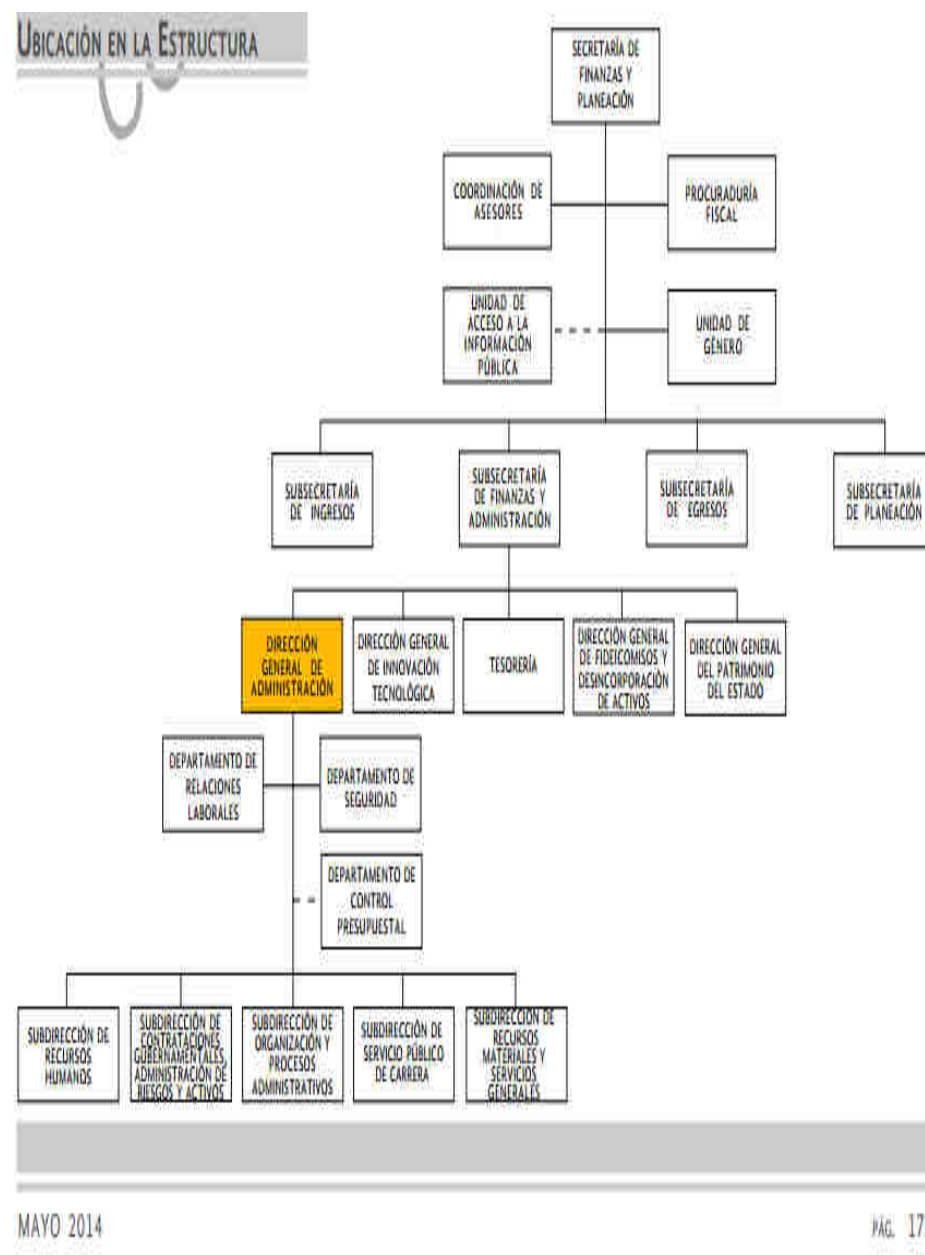 UBICACIÓN EN LA ESTRUCTURA
SECRETARÍA DE
FINANZAS Y
PLANEACIÓN
COORDINACIÓN DE
ASESORES
PROCURADURÍA
FISCAL
UNIDAD DE
ACCESO A LA
INFORMACIÓN
PÚBLICA
UNIDAD DE
GÉNERO
SUBSECRETARÍA
DE INGRESOS
SUBSECRETARÍA
DE FINANZAS Y
ADMINISTRACIÓN
SUBSECRETARÍA
DE EGRESOS
SUBSECRETARÍA
DE PLANEACIÓN
DIRECCIÓN
GENERAL DE
ADMINISTRACIÓN
DIRECCIÓN GENERAL
DE INNOVACIÓN
TECNOLÓGICA
TESORERÍA
DIRECCIÓN GENERAL
DE FIDEICOMISOS Y
DESINCORPORACIÓN
DE ACTIVOS
DIRECCIÓN GENERAL
DEL PATRIMONIO
DEL ESTADO
DEPARTAMENTO DE
RELACIONES
LABORALES
DEPARTAMENTO DE
SEGURIDAD
DEPARTAMENTO DE
CONTROL
PRESUPUESTAL
SUBDIRECCIÓN DE
RECURSOS
HUMANOS
SUBDIRECCIÓN DE
CONTRATACIONES
GUBERNAMENTALES,
ADMINISTRACIÓN DE
RIESGOS Y ACTIVOS
SUBDIRECCIÓN DE
ORGANIZACIÓN Y
PROCESOS
ADMINISTRATIVOS
SUBDIRECCIÓN DE
SERVICIO PÚBLICO
DE CARRERA
SUBDIRECCIÓN DE
RECURSOS
MATERIALES Y
SERVICIOS
GENERALES
MAYO 2014
PÁG. 17